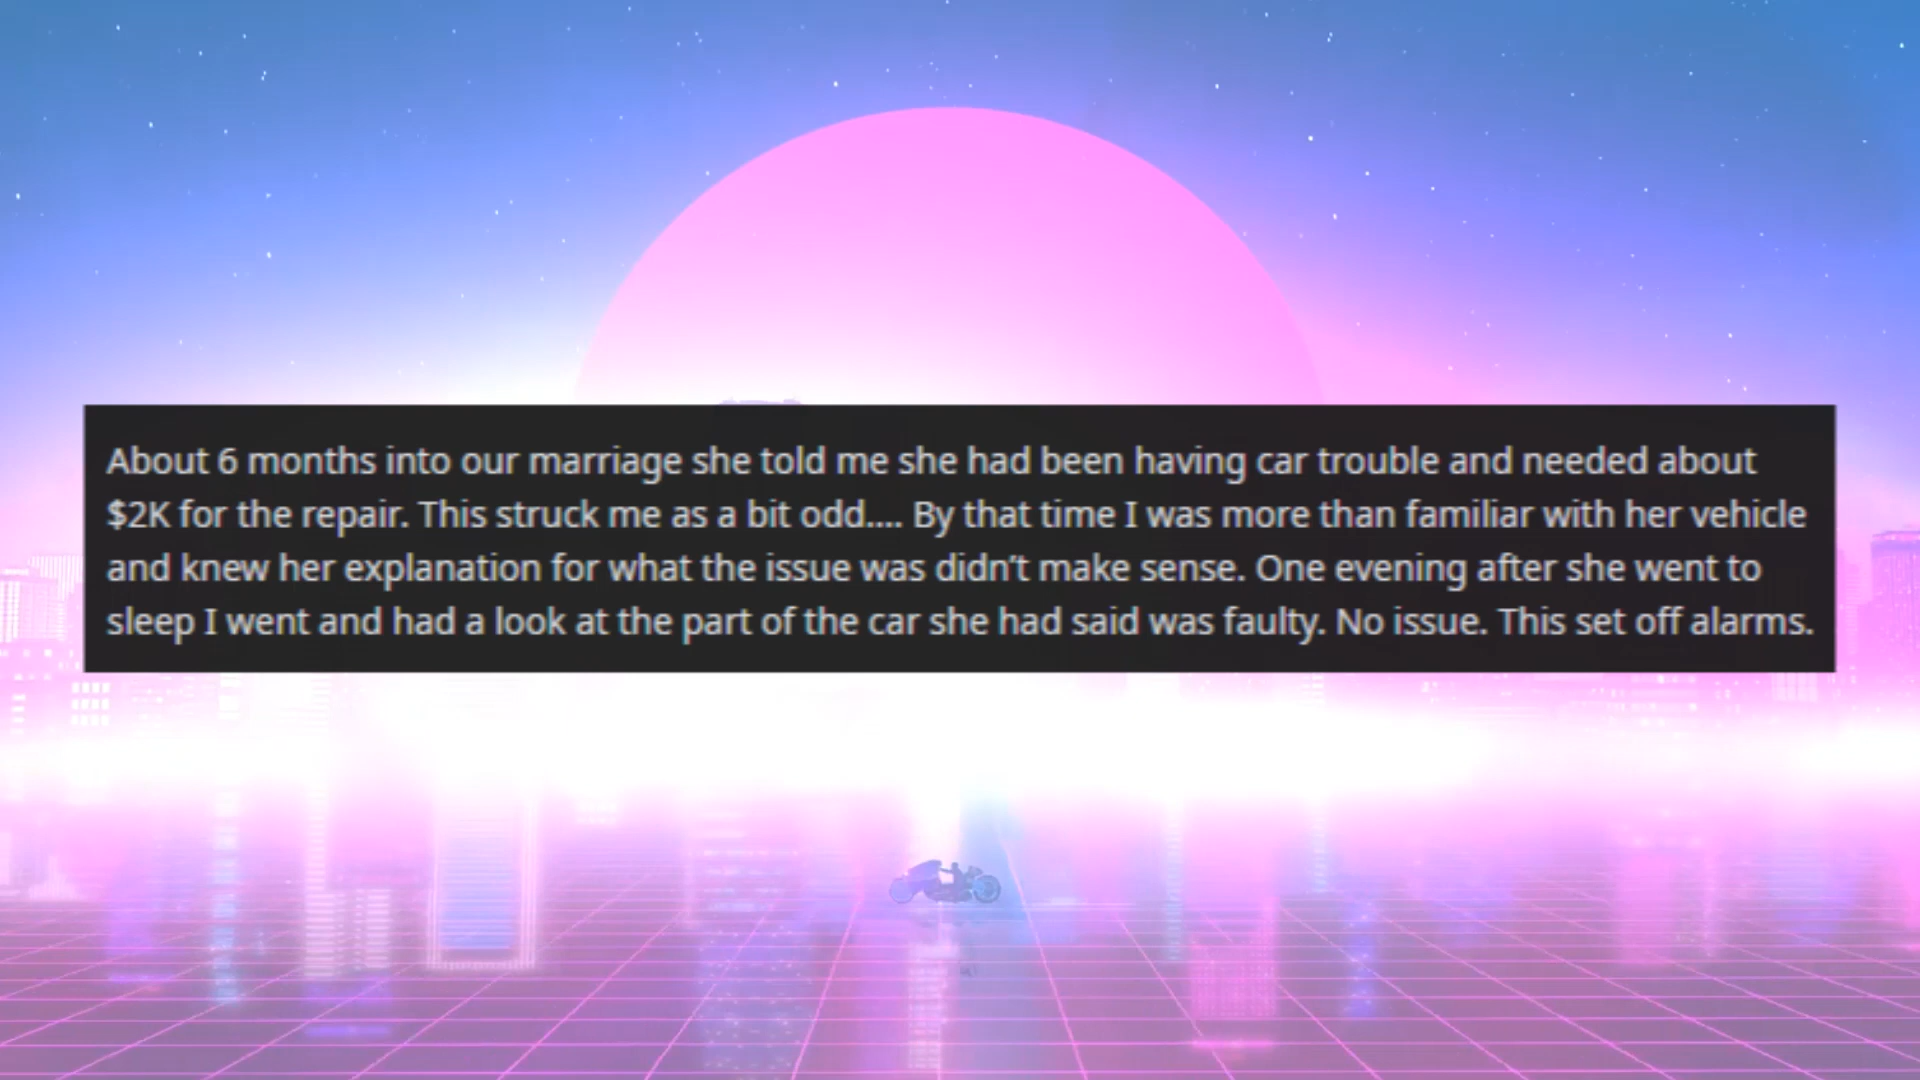 About 6 months into our marriage she told me she had been having car trouble and needed about
$2K for the repair. This struck me as a bit odd.... By that time I was more than familiar with her vehicle
and knew her explanation for what the issue was didn’t make sense. One evening after she went to
sleep I went and had a look at the part of the car she had said was faulty. No issue. This set off alarms.